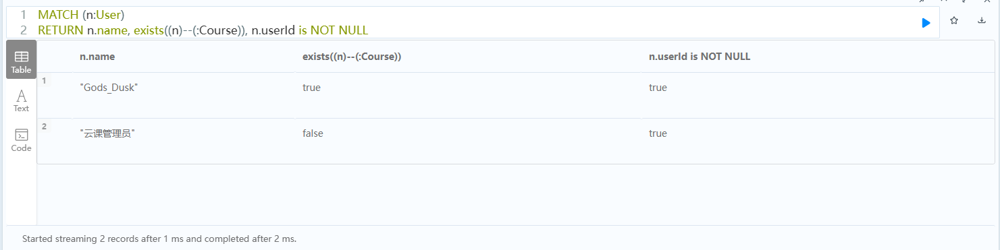 1 MATCH (n:User)
2 RETURN n.name, exists((n)--(:Course)), n.userId is NOT NULL
Table
Text
Code
n.name exists((n)--(:Course)) n.userId is NOT NULL
1 "Gods_Dusk" true true
2 "云课管理员" false true
Started streaming 2 records after 1 ms and completed after 2 ms.